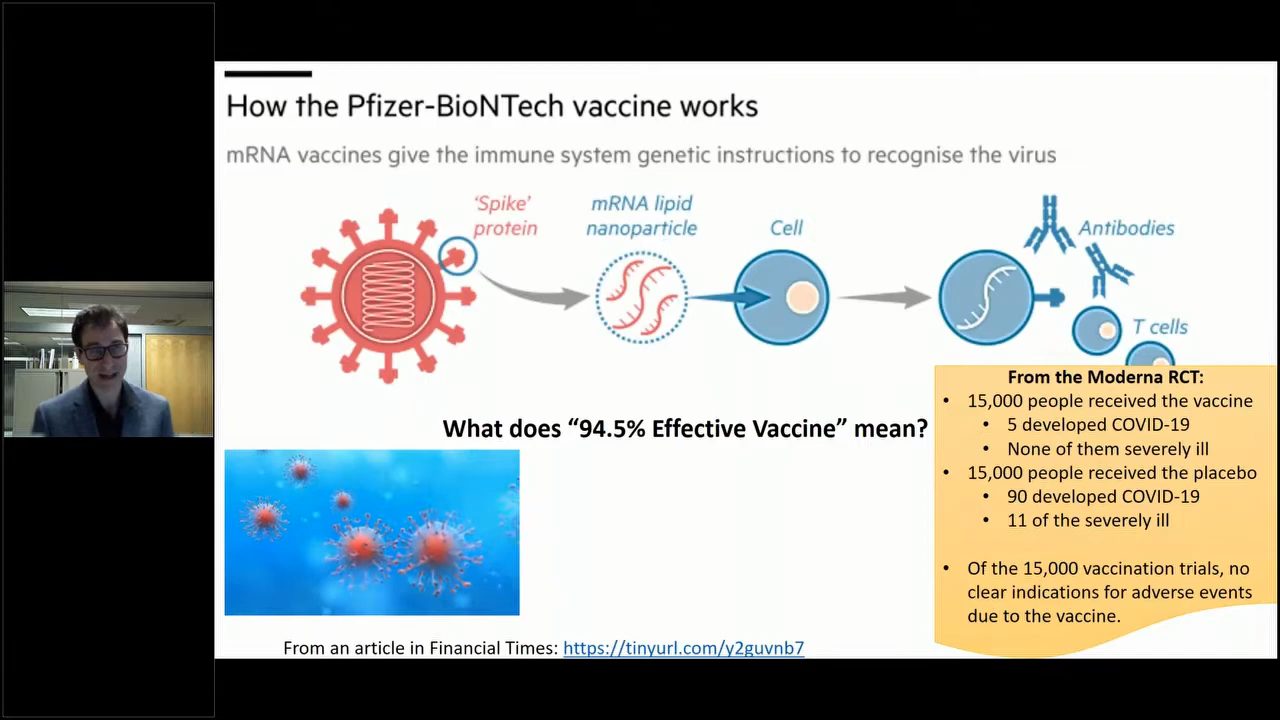 How the Pfizer-BioNTech vaccine works
mRNA vaccines give the immune system genetic instructions to recognise the virus
‘Spike’
protein
mRNA lipid
nanoparticle
Cell
Antibodies
T cells
What does “94.5% Effective Vaccine” mean?
From the Moderna RCT:
• 15,000 people received the vaccine
• 5 developed COVID-19
• None of them severely ill
• 15,000 people received the placebo
• 90 developed COVID-19
• 11 of the severely ill
• Of the 15,000 vaccination trials, no
clear indications for adverse events
due to the vaccine.
From an article in Financial Times: https://tinyurl.com/y2guvnb7